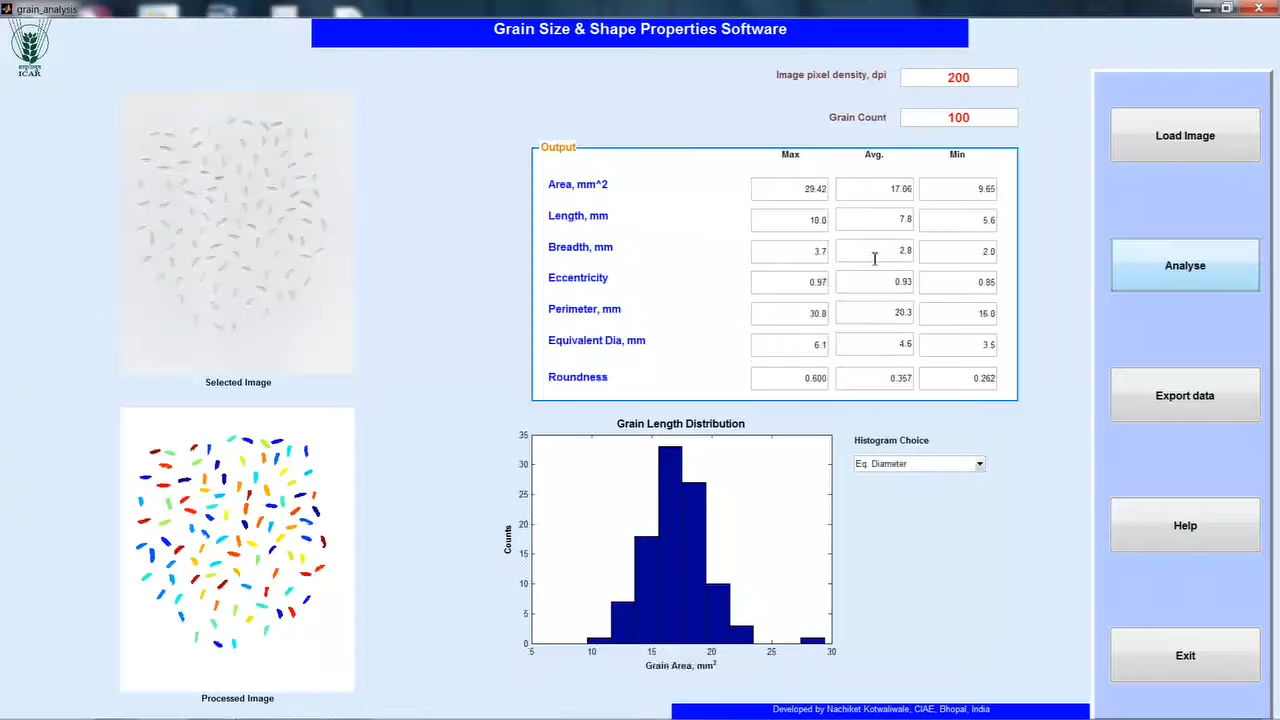 grain_analysis
Grain Size & Shape Properties Software
ICAR
Image pixel density, dpi 200
Grain Count 100
Output
Max Avg. Min
Area, mm^2 29.42 17.06 9.65
Length, mm 10.0 7.8 5.6
Breadth, mm 3.7 2.8 2.0
Eccentricity 0.97 0.93 0.85
Perimeter, mm 30.8 20.3 16.0
Equivalent Dia, mm 6.1 4.6 3.5
Roundness 0.600 0.357 0.262
Selected Image
Processed Image
Grain Length Distribution
35
30
25
20
15
10
5
0
Counts
5 10 15 20 25 30
Grain Area, mm²
Histogram Choice
Eq. Diameter
Load Image
Analyse
Export data
Help
Exit
Developed by Nachiket Kotwaliwale, CIAE, Bhopal, India